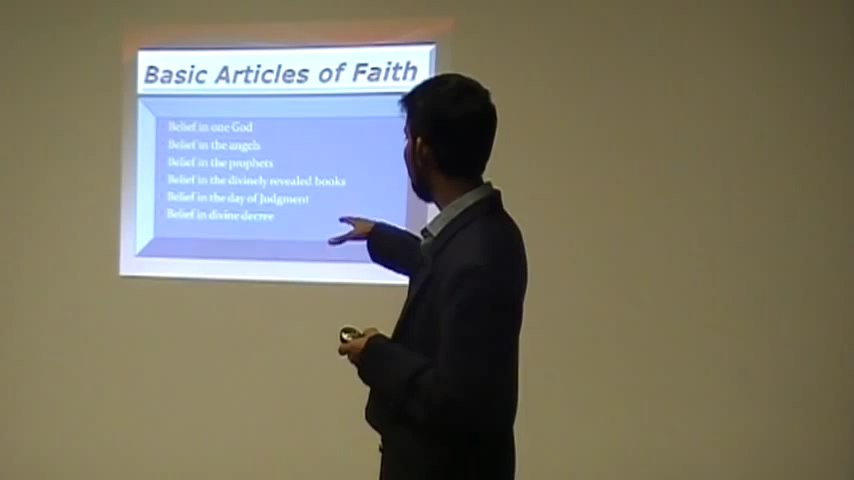 Basic Articles of Faith
Belief in one God
Belief in the angels
Belief in the prophets
Belief in the divinely revealed books
Belief in the day of Judgment
Belief in divine decree